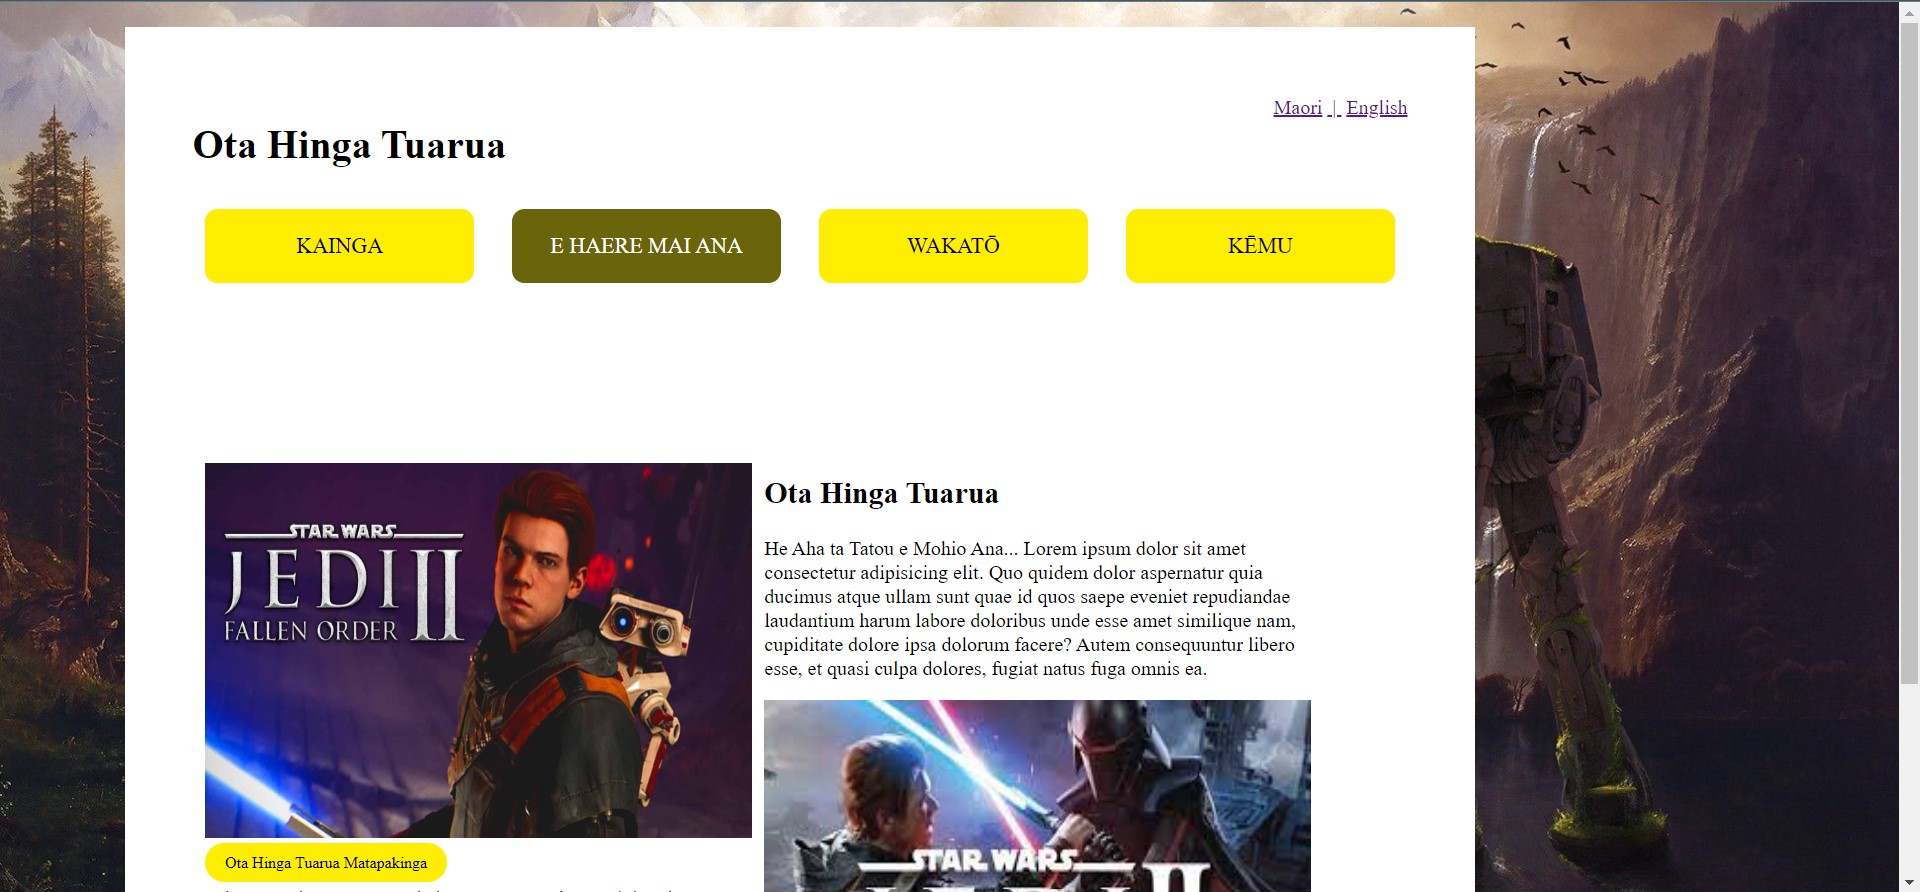 Maori | English
Ota Hinga Tuarua
KAINGA
E HAERE MAI ANA
WAKATŌ
KĒMU
STAR WARS
JEDI II
FALLEN ORDER
Ota Hinga Tuarua Matapakinga
Ota Hinga Tuarua
He Aha ta Tatou e Mohio Ana... Lorem ipsum dolor sit amet
consectetur adipisicing elit. Quo quidem dolor aspernatur quia
ducimus atque ullam sunt quae id quos saepe eveniet repudiandae
laudantium harum labore doloribus unde esse amet similique nam,
cupiditate dolore ipsa dolorum facere? Autem consequuntur libero
esse, et quasi culpa dolores, fugiat natus fuga omnis ea.
STAR WARS